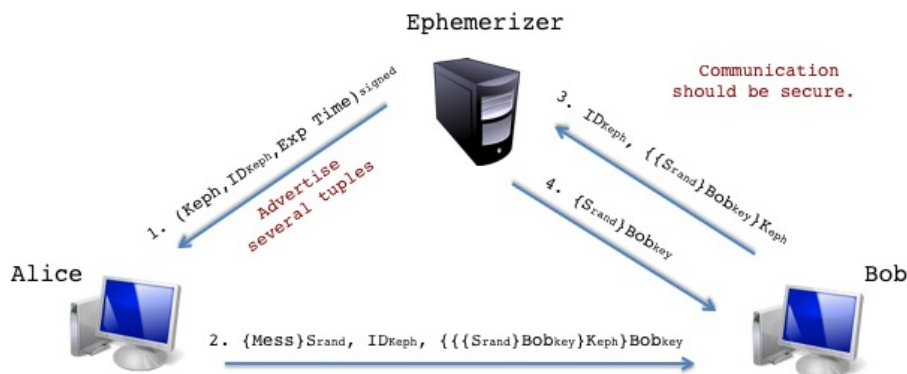 Ephemerizer
Communication
should be secure.
1. (Keph,IDKeph,Exp Time)signed
Advertise
several tuples
3. IDKeph, {{Srand}Bobkey}Keph
4. {Srand}Bobkey
Alice
Bob
2. {Mess}Srand, IDKeph, {{{Srand}Bobkey}Keph}Bobkey